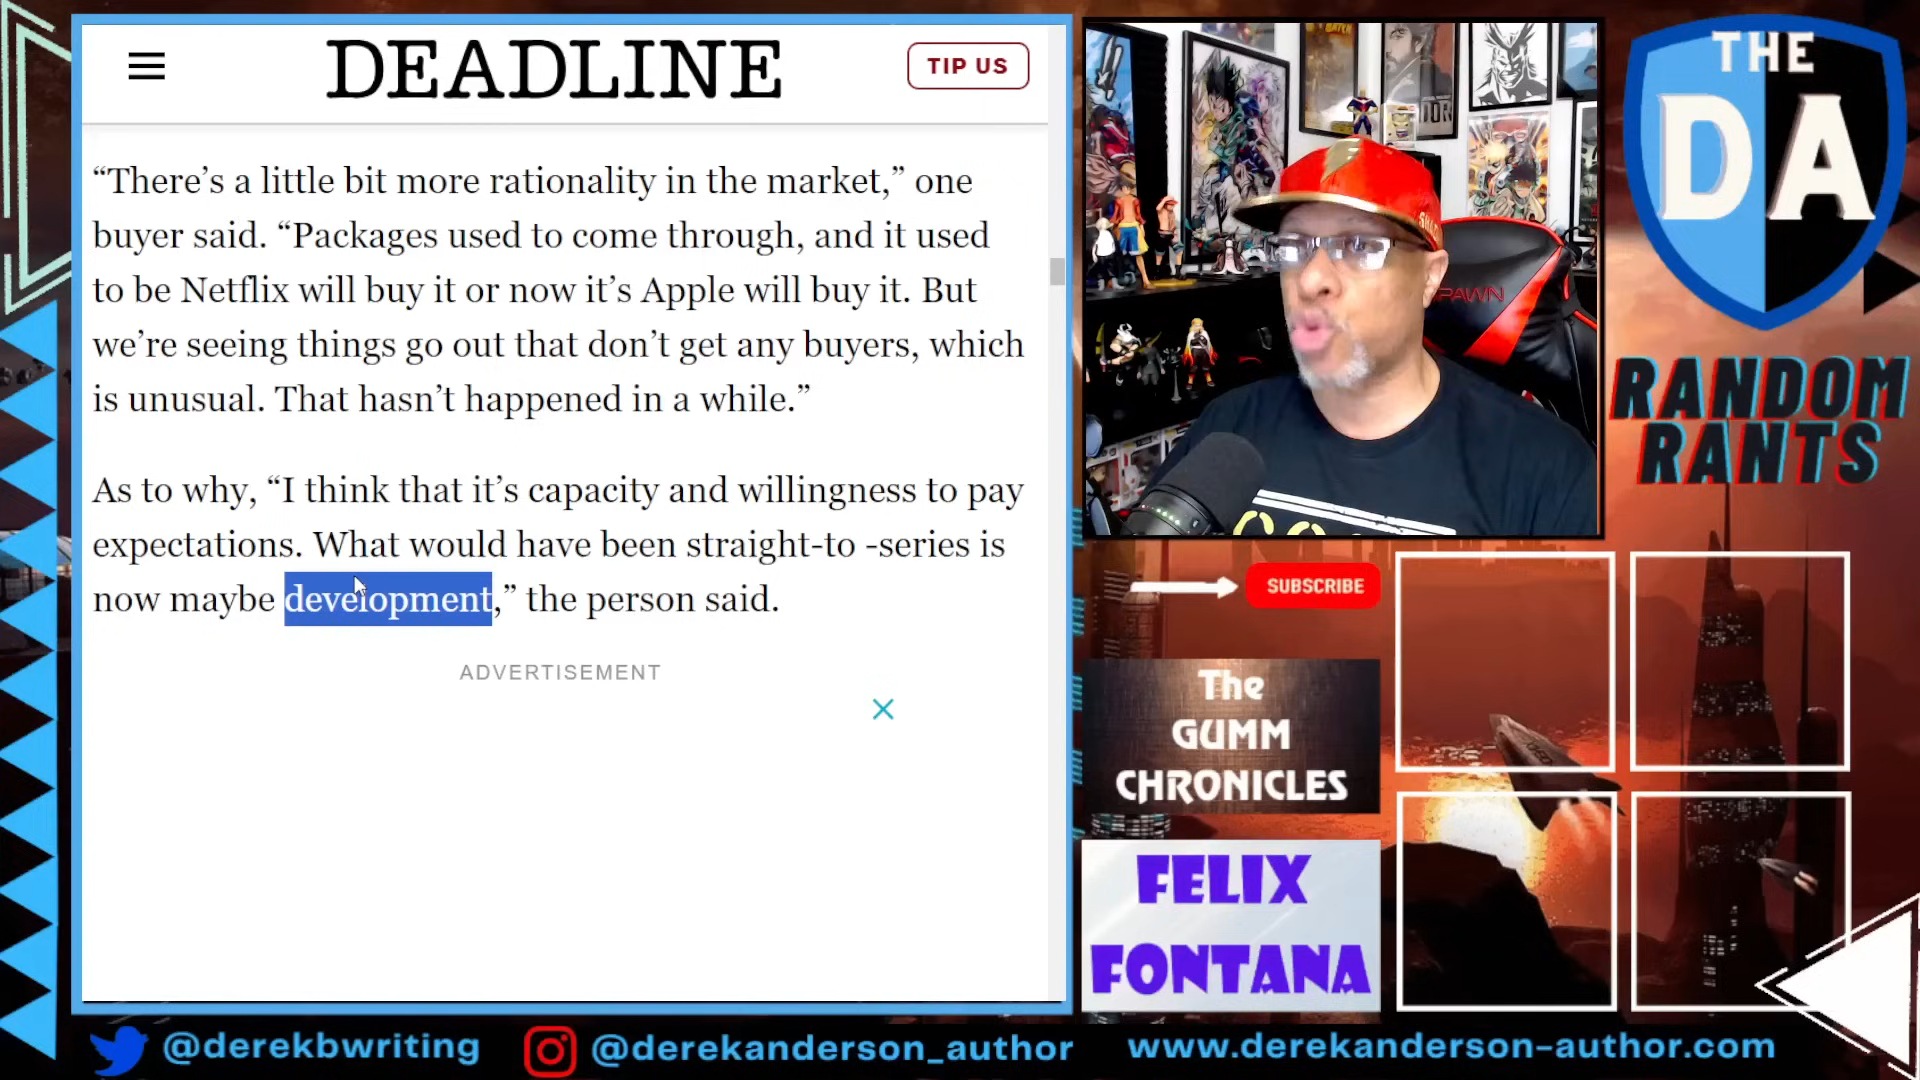 DEADLINE
TIP US
“There’s a little bit more rationality in the market,” one
buyer said. “Packages used to come through, and it used
to be Netflix will buy it or now it’s Apple will buy it. But
we’re seeing things go out that don’t get any buyers, which
is unusual. That hasn’t happened in a while.”
As to why, “I think that it’s capacity and willingness to pay
expectations. What would have been straight-to -series is
now maybe development,” the person said.
ADVERTISEMENT
SPAWN
THE
DA
RANDOM
RANTS
SUBSCRIBE
The
GUMM
CHRONICLES
FELIX
FONTANA
@derekbwriting
@derekanderson_author
www.derekanderson-author.com